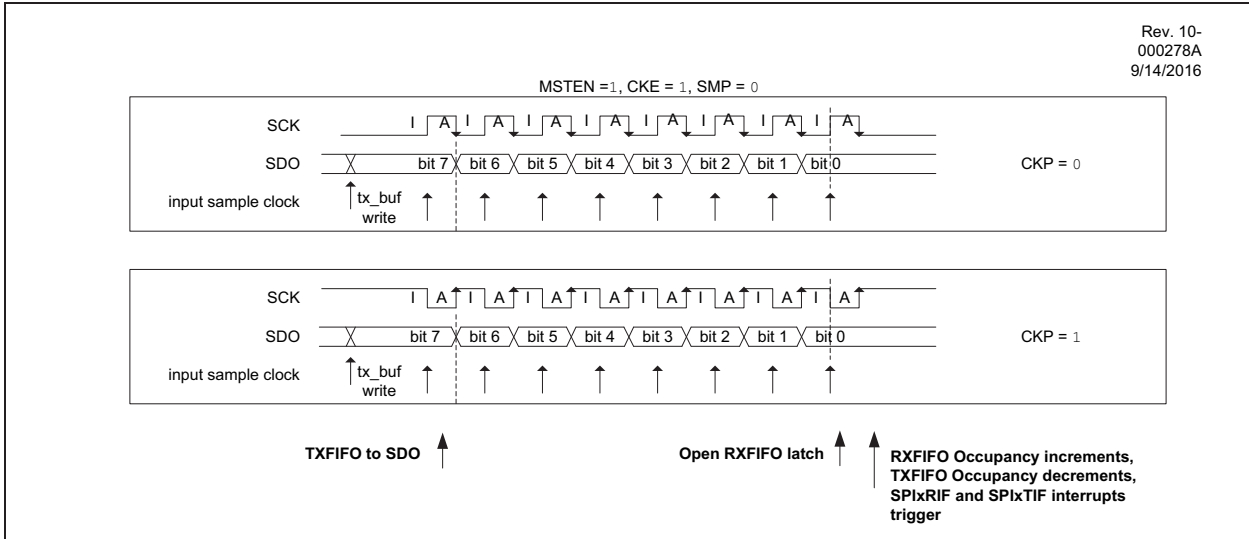 Rev. 10-
000278A
9/14/2016
MSTEN =1, CKE = 1, SMP = 0
SCK I A I A I A I A I A I A I A I A
SDO bit 7 bit 6 bit 5 bit 4 bit 3 bit 2 bit 1 bit 0 CKP = 0
input sample clock tx_buf
write
SCK I A I A I A I A I A I A I A I A
SDO bit 7 bit 6 bit 5 bit 4 bit 3 bit 2 bit 1 bit 0 CKP = 1
input sample clock tx_buf
write
TXFIFO to SDO
Open RXFIFO latch
RXFIFO Occupancy increments,
TXFIFO Occupancy decrements,
SPIxRIF and SPIxTIF interrupts
trigger